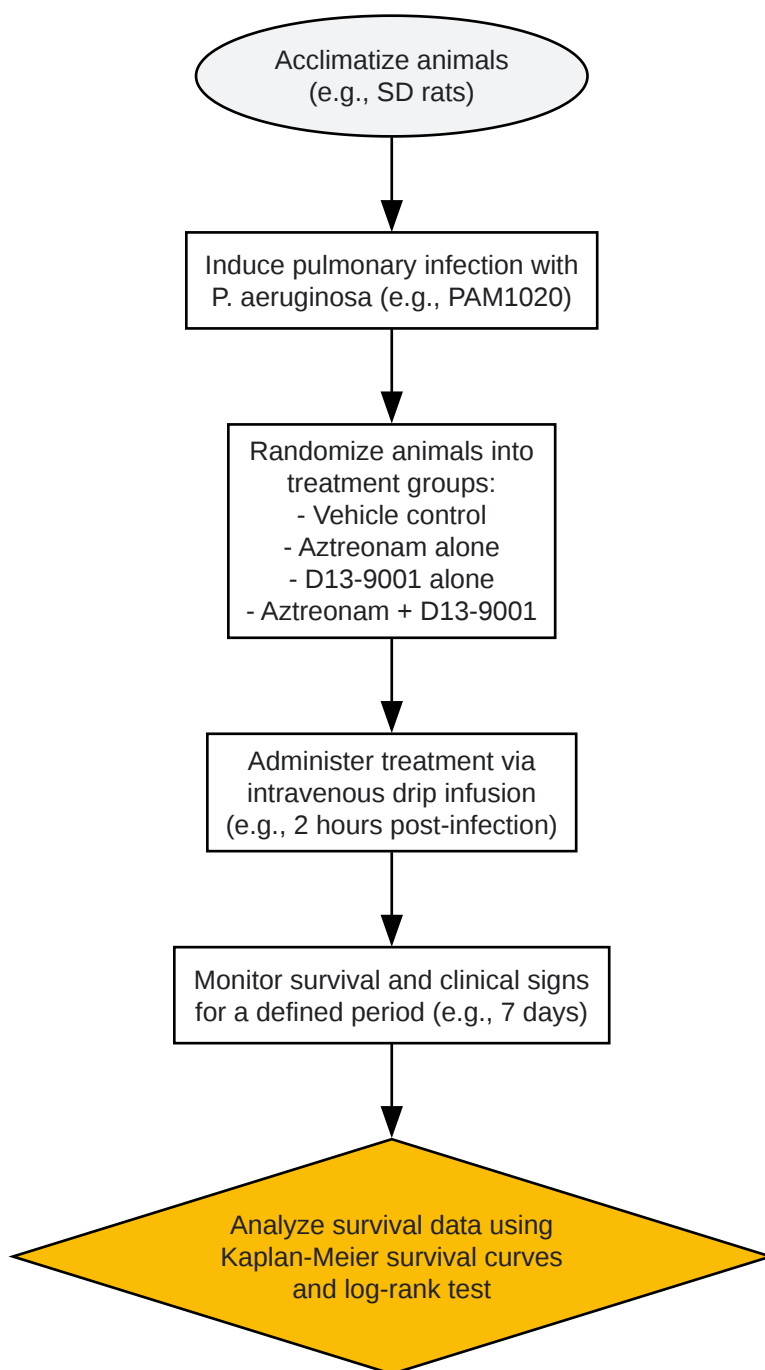 Acclimatize animals
(e.g., SD rats)
Induce pulmonary infection with
P. aeruginosa (e.g., PAM1020)
Randomize animals into
treatment groups:
- Vehicle control
- Aztreonam alone
- D13-9001 alone
- Aztreonam + D13-9001
Administer treatment via
intravenous drip infusion
(e.g., 2 hours post-infection)
Monitor survival and clinical signs
for a defined period (e.g., 7 days)
Analyze survival data using
Kaplan-Meier survival curves
and log-rank test